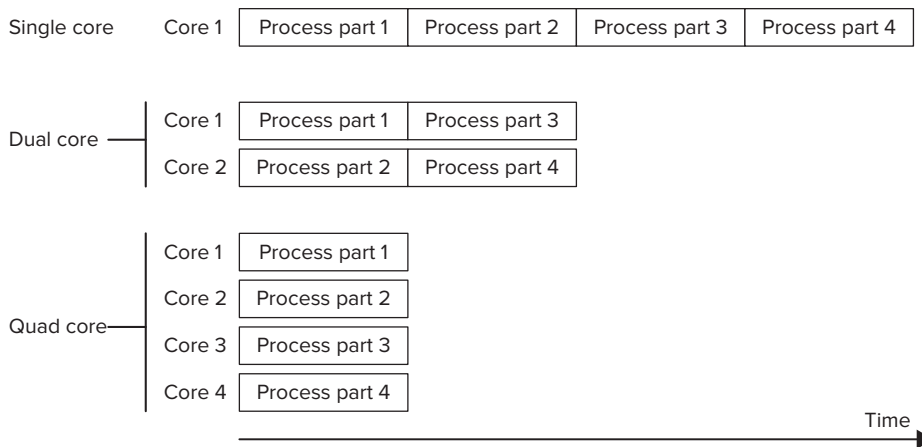 Single core Core 1 Process part 1 Process part 2 Process part 3 Process part 4
Core 1 Process part 1 Process part 3
Dual core
Core 2 Process part 2 Process part 4
Core 1 Process part 1
Core 2 Process part 2
Quad core
Core 3 Process part 3
Core 4 Process part 4
Time